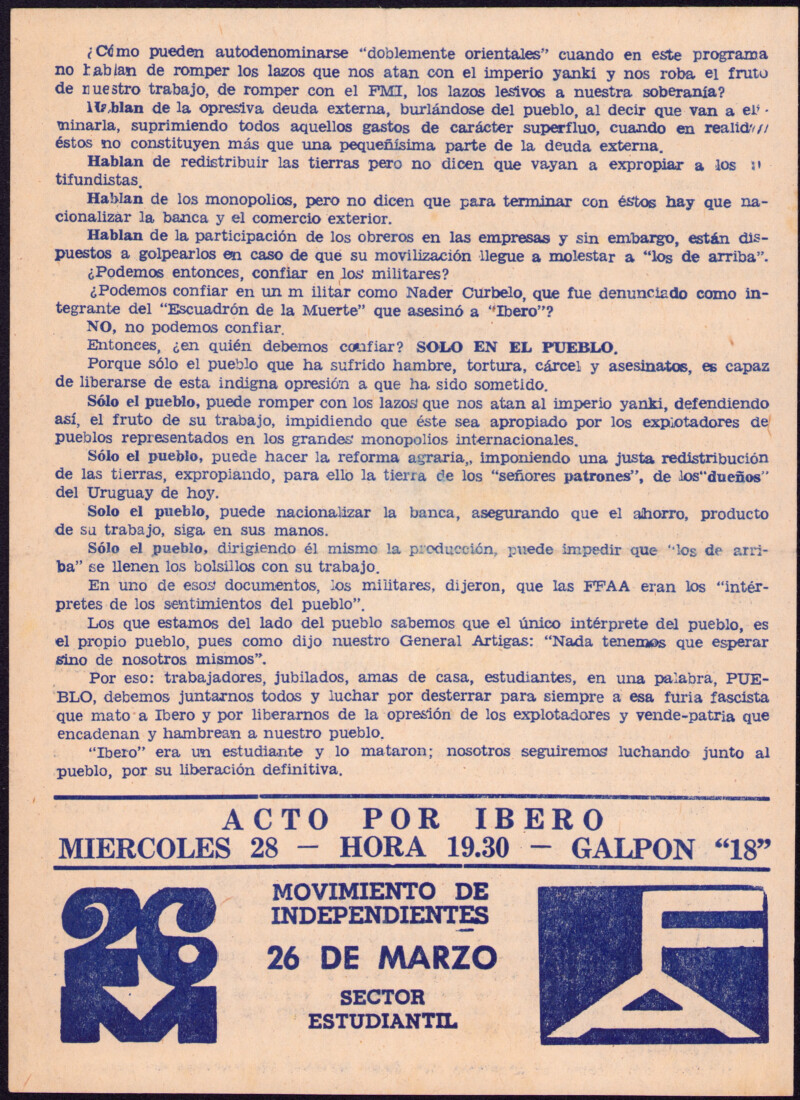 ¿Cómo pueden autodenominarse "doblemente orientales" cuando en este programa
no hablan de romper los lazos que nos atan con el imperio yanki y nos roba el fruto
de nuestro trabajo, de romper con el FMI, los lazos lesivos a nuestra soberanía?
Hablan de la opresiva deuda externa, burlándose del pueblo, al decir que van a eli-
minarla, suprimiendo todos aquellos gastos de carácter superfluo, cuando en realid
éstos no constituyen más que una pequeñísima parte de la deuda externa.
Hablan de redistribuir las tierras pero no dicen que vayan a expropiar a los
tifundistas.
Hablan de los monopolios, pero no dicen que para terminar con éstos hay que na-
cionalizar la banca y el comercio exterior.
Hablan de la participación de los obreros en las empresas y sin embargo, están dis-
puestos a golpearlos en caso de que su movilización llegue a molestar a "los de arriba".
¿Podemos entonces, confiar en los militares?
¿Podemos confiar en un m ilitar como Nader Curbelo, que fue denunciado como in-
tegrante del "Escuadrón de la Muerte" que asesinó a "Ibero"?
NO, no podemos confiar.
Entonces, ¿en quién debemos confiar? SOLO EN EL PUEBLO.
Porque sólo el pueblo que ha sufrido hambre, tortura, cárcel y asesinatos, es capaz
de liberarse de esta indigna opresión a que ha sido sometido.
Sólo el pueblo, puede romper con los lazos que nos atan al imperio yanki, defendiendo
así, el fruto de su trabajo, impidiendo que éste sea apropiado por los explotadores de
pueblos representados en los grandes monopolios internacionales.
Sólo el pueblo, puede hacer la reforma agraria,, imponiendo una justa redistribución
de las tierras, expropiando, para ello la tierra de los "señores patrones", de los "dueños"
del Uruguay de hoy.
Solo el pueblo, puede nacionalizar la banca, asegurando que el ahorro, producto
de su trabajo, siga en sus manos.
Sólo el pueblo, dirigiendo él mismo la producción, puede impedir que "los de arri-
ba" se llenen los bolsillos con su trabajo.
En uno de esos documentos, los militares, dijeron, que las FFAA eran los "intér-
pretes de los sentimientos del pueblo".
Los que estamos del lado del pueblo sabemos que el único intérprete del pueblo, es
el propio pueblo, pues como dijo nuestro General Artigas: "Nada tenemos que esperar
sino de nosotros mismos".
Por eso: trabajadores, jubilados, amas de casa, estudiantes, en una palabra, PUE-
BLO, debemos juntarnos todos y luchar por desterrar para siempre a esa furia fascista
que mato a Ibero y por liberarnos de la opresión de los explotadores y vende-patria que
encadenan y hambrean a nuestro pueblo.
"Ibero" era un estudiante y lo mataron; nosotros seguiremos luchando junto al
pueblo, por su liberación definitiva.
ACTO POR IBERO
MIERCOLES 28 — HORA 19.30 — GALPON "18"
26 M
MOVIMIENTO DE
INDEPENDIENTES
26 DE MARZO
SECTOR
ESTUDIANTIL
FA